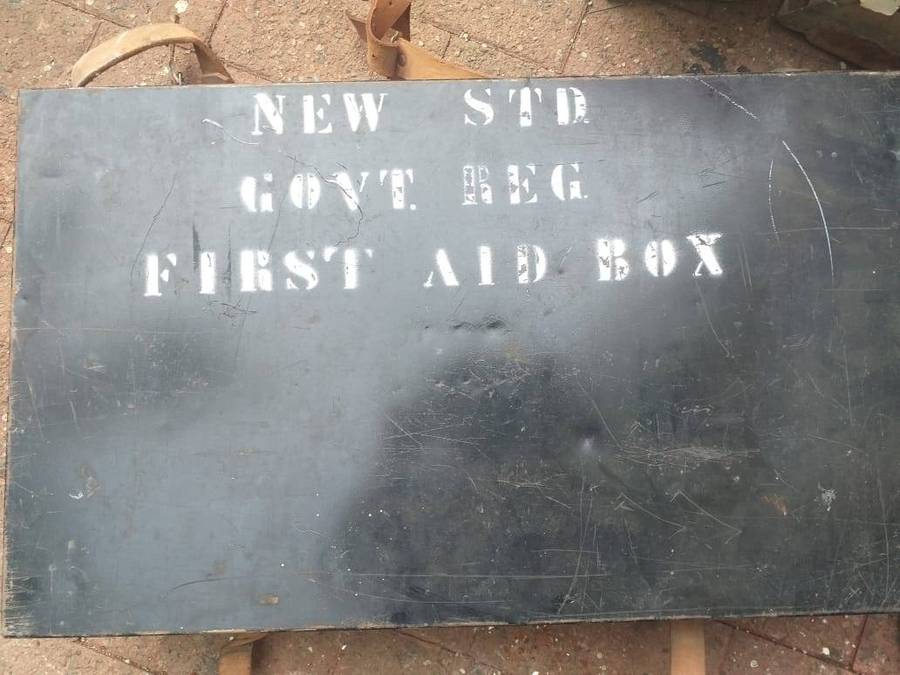 NEW STD
GOVT. REG
FIRST AID BOX